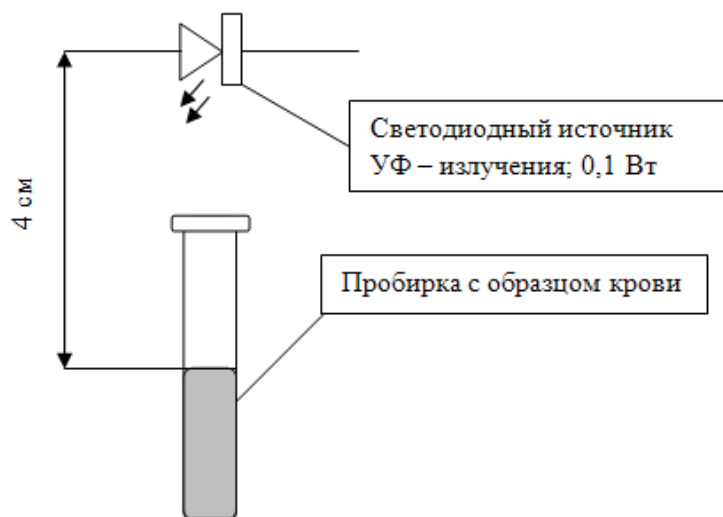 Светодиодный источник
УФ – излучения; 0,1 Вт
4 см
Пробирка с образцом крови